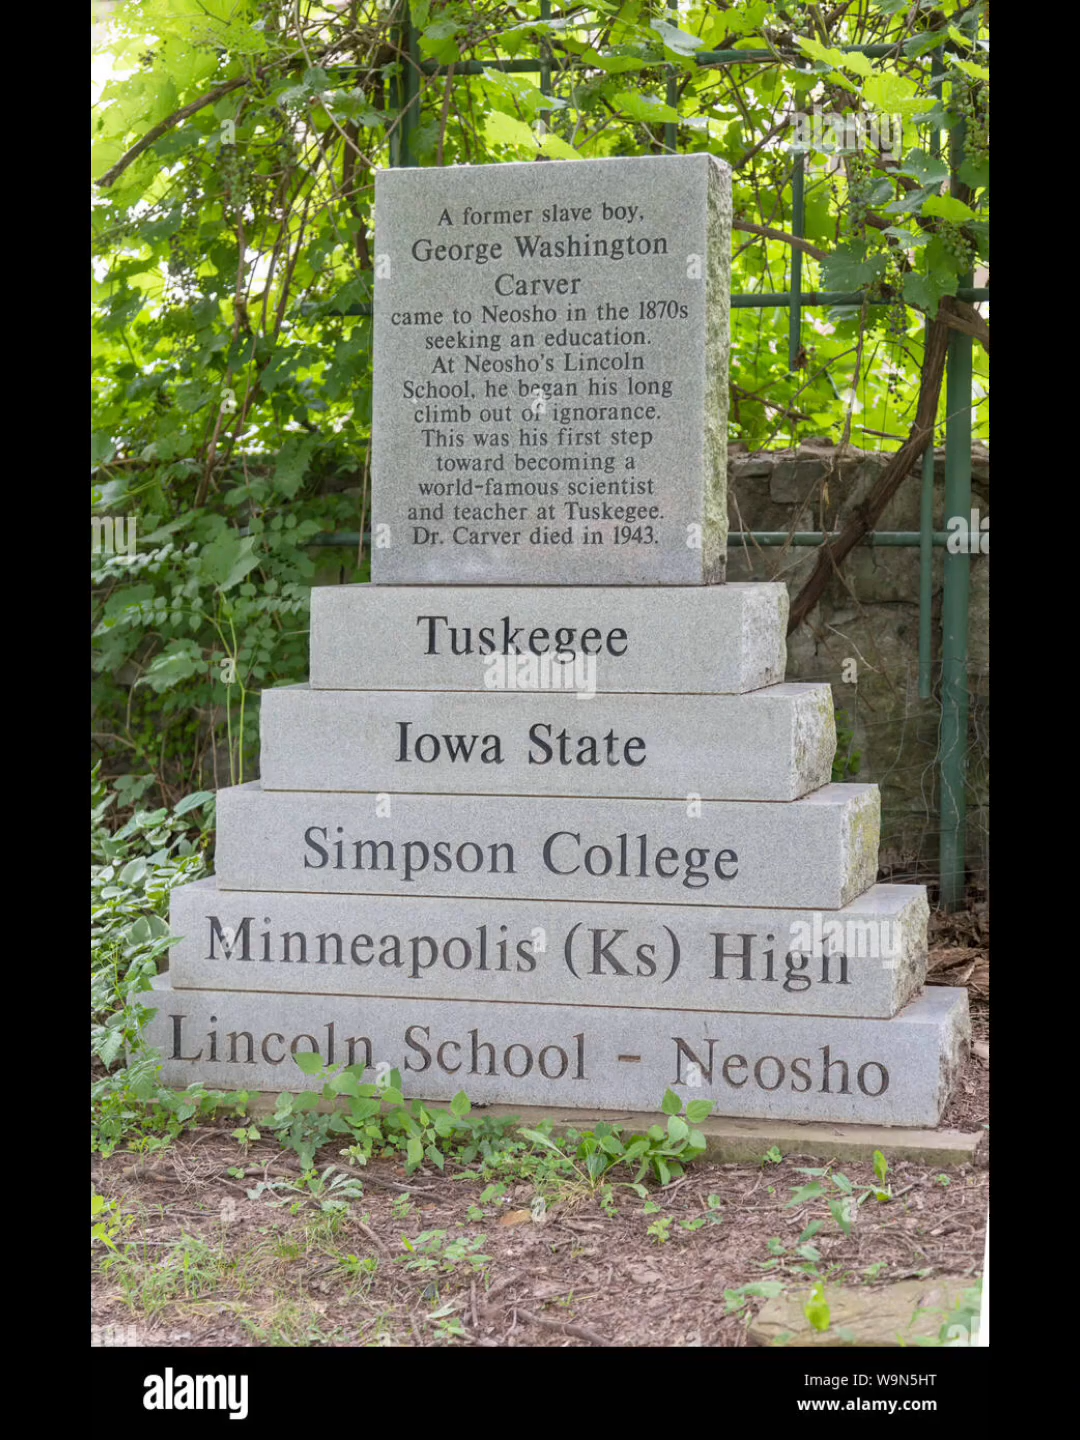 A former slave boy,
George Washington
Carver
came to Neosho in the 1870s
seeking an education.
At Neosho's Lincoln
School, he began his long
climb out of ignorance.
This was his first step
toward becoming a
world-famous scientist
and teacher at Tuskegee.
Dr. Carver died in 1943.
Tuskegee
Iowa State
Simpson College
Minneapolis (Ks) High
Lincoln School - Neosho
alamy
alamy
alamy
alamy
Image ID: W9N5HT
www.alamy.com